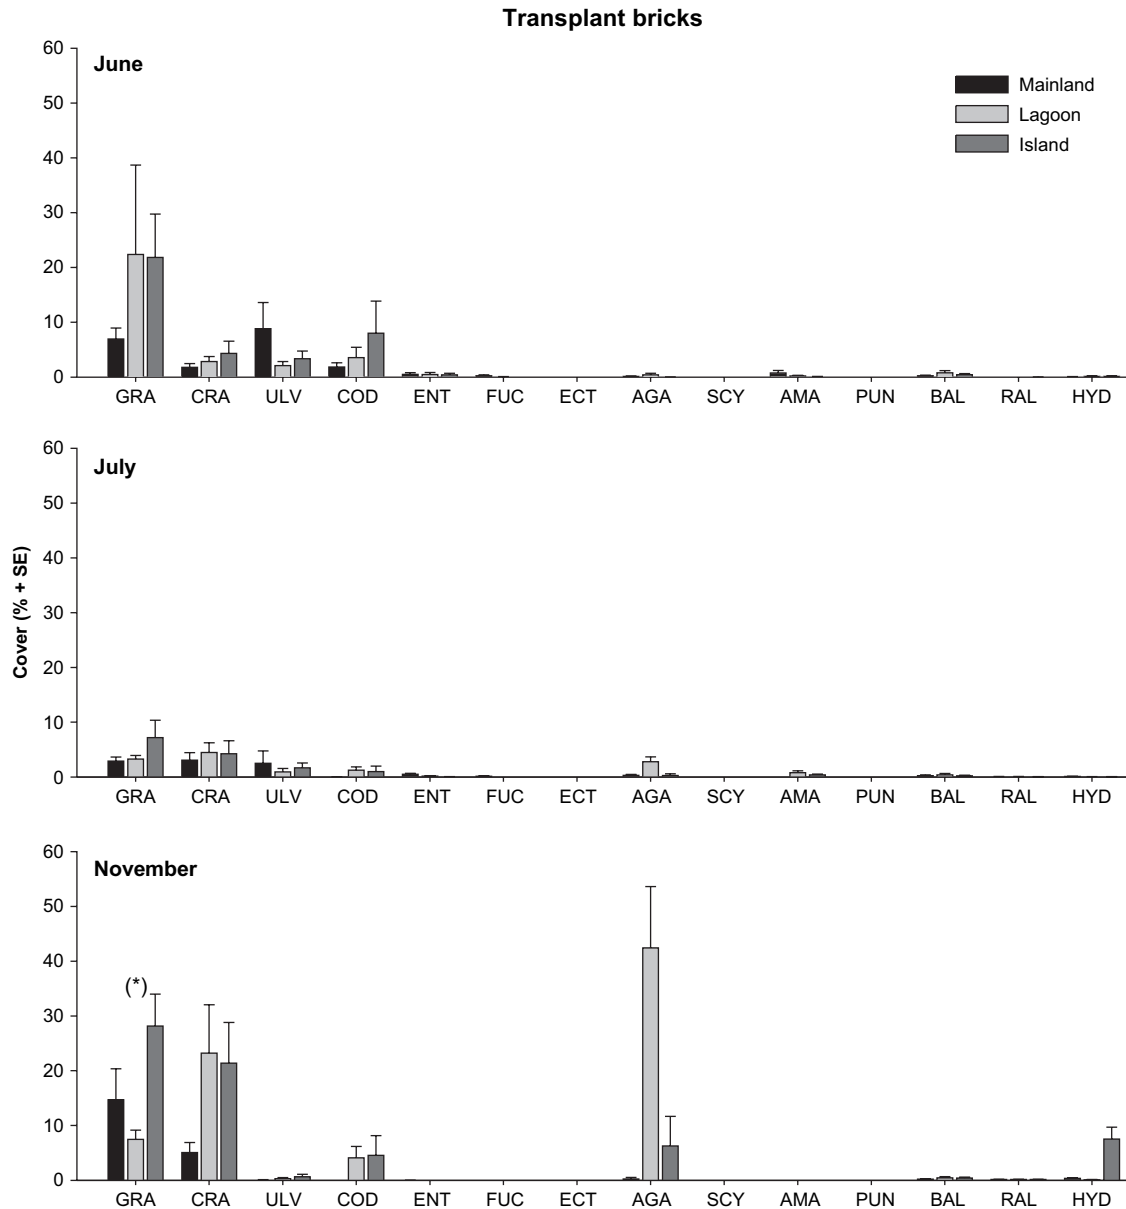 Transplant bricks
60
June
50
40
30
20
10
0
Mainland
Lagoon
Island
GRA CRA ULV COD ENT FUC ECT AGA SCY AMA PUN BAL RAL HYD
Cover (% + SE)
60
July
50
40
30
20
10
0
GRA CRA ULV COD ENT FUC ECT AGA SCY AMA PUN BAL RAL HYD
60
November
50
40
30
20
10
0
(*)
GRA CRA ULV COD ENT FUC ECT AGA SCY AMA PUN BAL RAL HYD